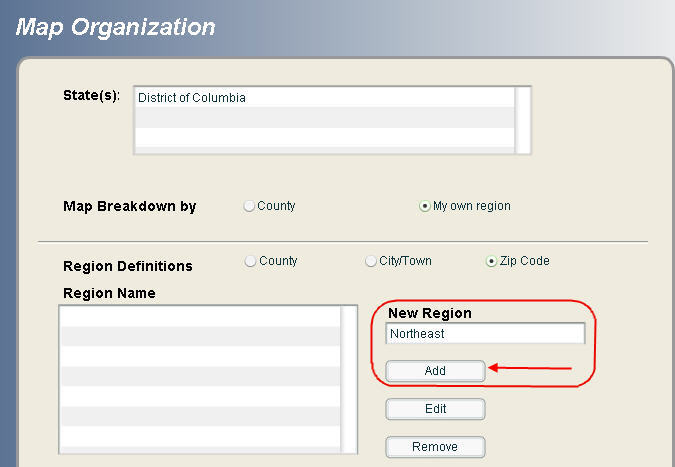 Map Organization
State(s): District of Columbia
Map Breakdown by County My own region
Region Definitions County City/Town Zip Code
Region Name
New Region
Northeast
Add
Edit
Remove